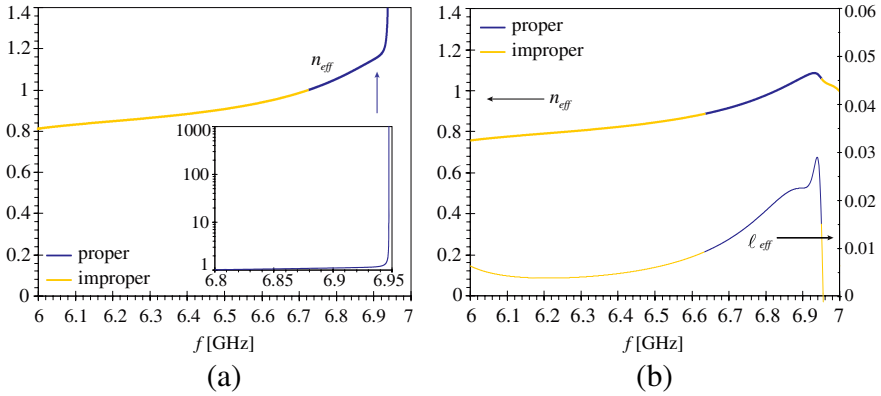 1.4
1.2
1
0.8
0.6
0.4
0.2
0
n eff
1000
100
10
1
6.8
6.85
6.9
6.95
proper
improper
6 6.1 6.2 6.3 6.4 6.5 6.6 6.7 6.8 6.9 7
f [GHz]
(a)
1.4
1.2
1
0.8
0.6
0.4
0.2
0
proper
improper
n eff
ℓ eff
0.06
0.05
0.04
0.03
0.02
0.01
0
6 6.1 6.2 6.3 6.4 6.5 6.6 6.7 6.8 6.9 7
f [GHz]
(b)